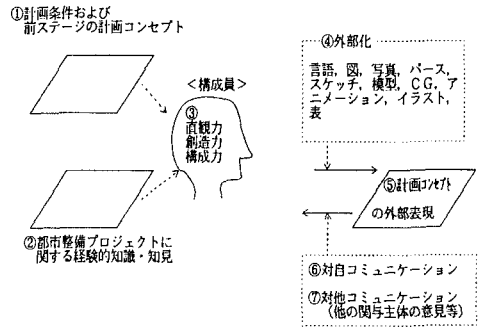 ①計画条件および
前ステージの計画コンセプト
④外部化
言語, 図, 写真, パース,
スケッチ, 模型, CG, ア
ニメーション, イラスト,
表
<構成員>
③
直観力
創造力
構成力
⑤計画コンセプト
の外部表現
②都市整備プロジェクトに
関する経験的知識・知見
⑥対自コミュニケーション
⑦対他コミュニケーション
(他の関与主体の意見等)